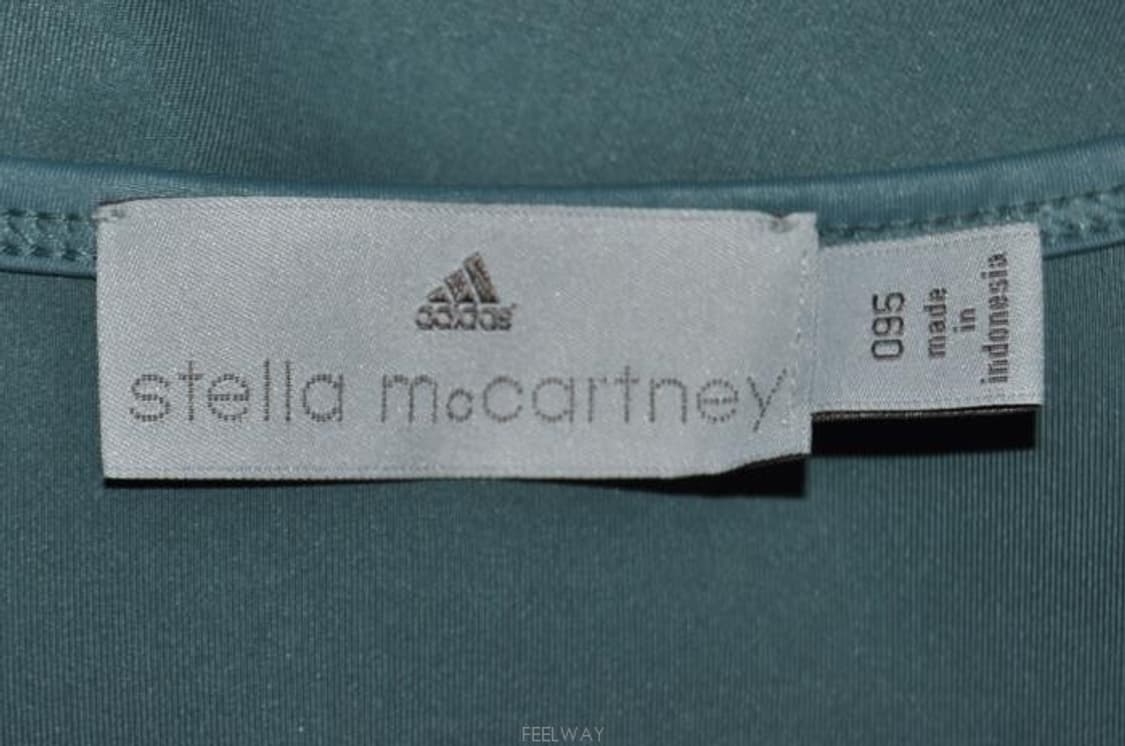 adidas
stella mccartney
095
made
in
indonesia
FEELWAY